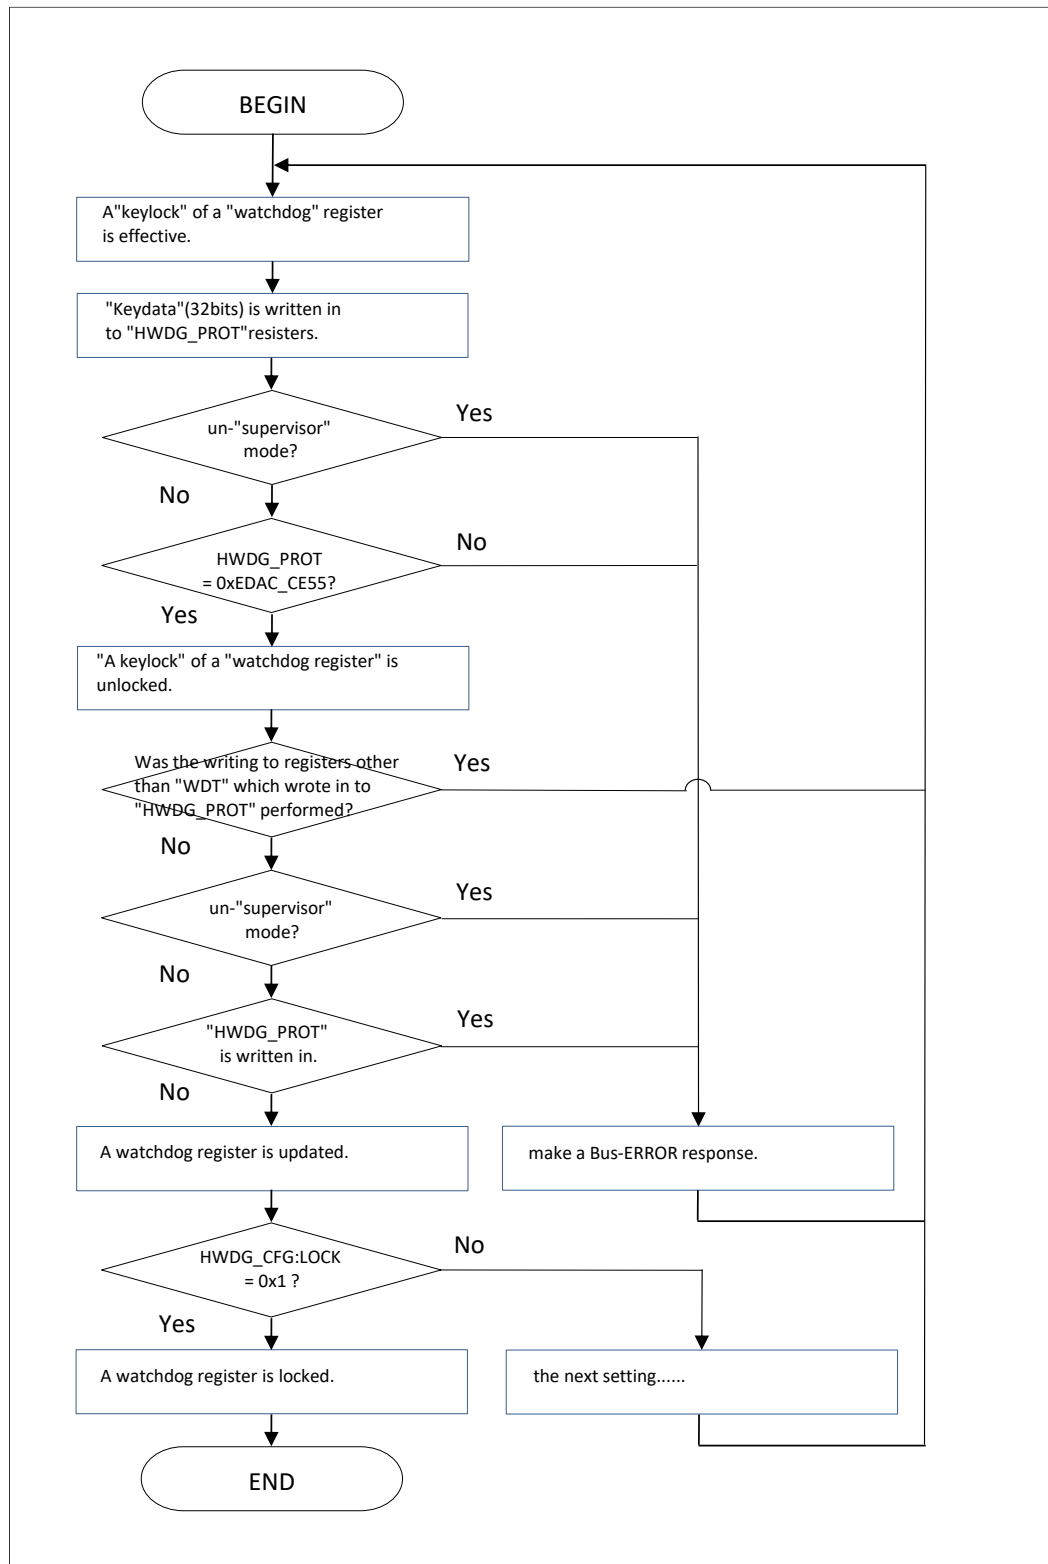 BEGIN
A"keylock" of a "watchdog" register
is effective.
"Keydata"(32bits) is written in
to "HWDG_PROT"resisters.
Yes
un-"supervisor"
mode?
No
No
HWDG_PROT
= 0xEDAC_CE55?
Yes
"A keylock" of a "watchdog register" is
unlocked.
Yes
Was the writing to registers other
than "WDT" which wrote in to
"HWDG_PROT" performed?
No
Yes
un-"supervisor"
mode?
No
Yes
"HWDG_PROT"
is written in.
No
A watchdog register is updated.
make a Bus-ERROR response.
No
HWDG_CFG:LOCK
= 0x1 ?
Yes
A watchdog register is locked.
the next setting......
END